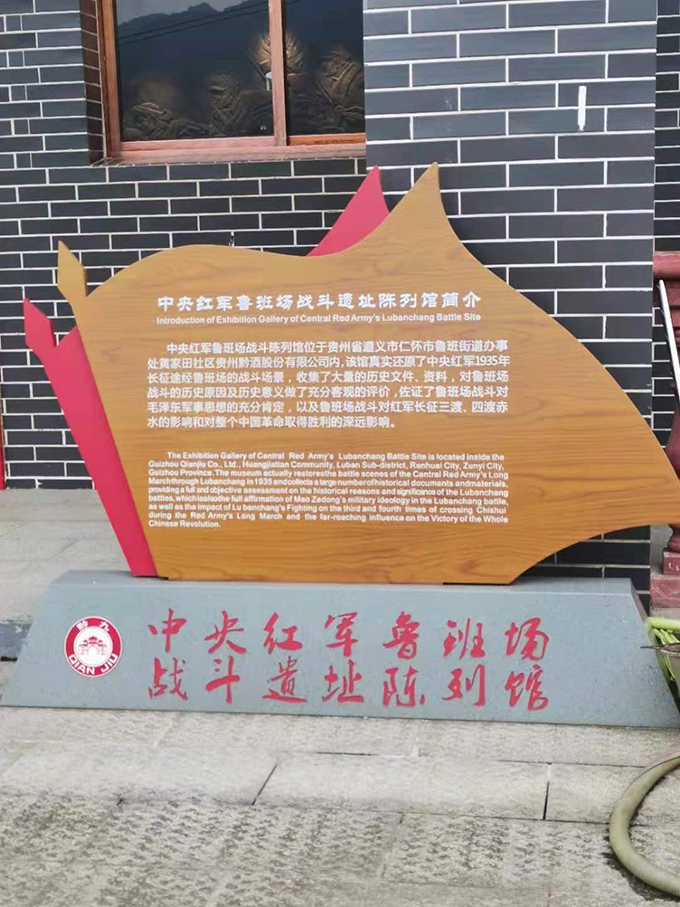 中央红军鲁班场战斗遗址陈列馆简介
Introduction of Exhibition Gallery of Central Red Army's Lubanchang Battle Site
中央红军鲁班场战斗陈列馆位于贵州省遵义市仁怀市鲁班街道办事
处黄家田社区贵州黔酒股份有限公司内,该馆真实还原了中央红军1935年
长征途经鲁班场的战斗场景,收集了大量的历史文件、资料,对鲁班场
战斗的历史原因及历史意义做了充分客观的评价,佐证了鲁班场战斗对
毛泽东军事思想的充分肯定,以及鲁班场战斗对红军长征三渡、四渡赤
水的影响和对整个中国革命取得胜利的深远影响。
The Exhibition Gallery of Central Red Army's Lubanchang Battle Site is located inside the
Guizhou Qianjiu Co., Ltd., Huangjiatian Community, Luban Sub-district, Renhuai City, Zunyi City,
Guizhou Province. The museum actually restores the battle scenes of the Central Red Army's Long
March through Lubanchang in 1935 and collects a large number of historical documents and materials,
providing a full and objective assessment on the historical reasons and significance of the Lubanchang
battles, which is also the full affirmation of Mao Zedong's military ideology in the Lubanchang battle,
as well as the impact of Lu banchang's Fighting on the third and fourth times of crossing Chishui
during the Red Army's Long March and the far-reaching influence on the Victory of the Whole
Chinese Revolution.
黔九
QIAN JIU
中央红军鲁班场
战斗遗址陈列馆